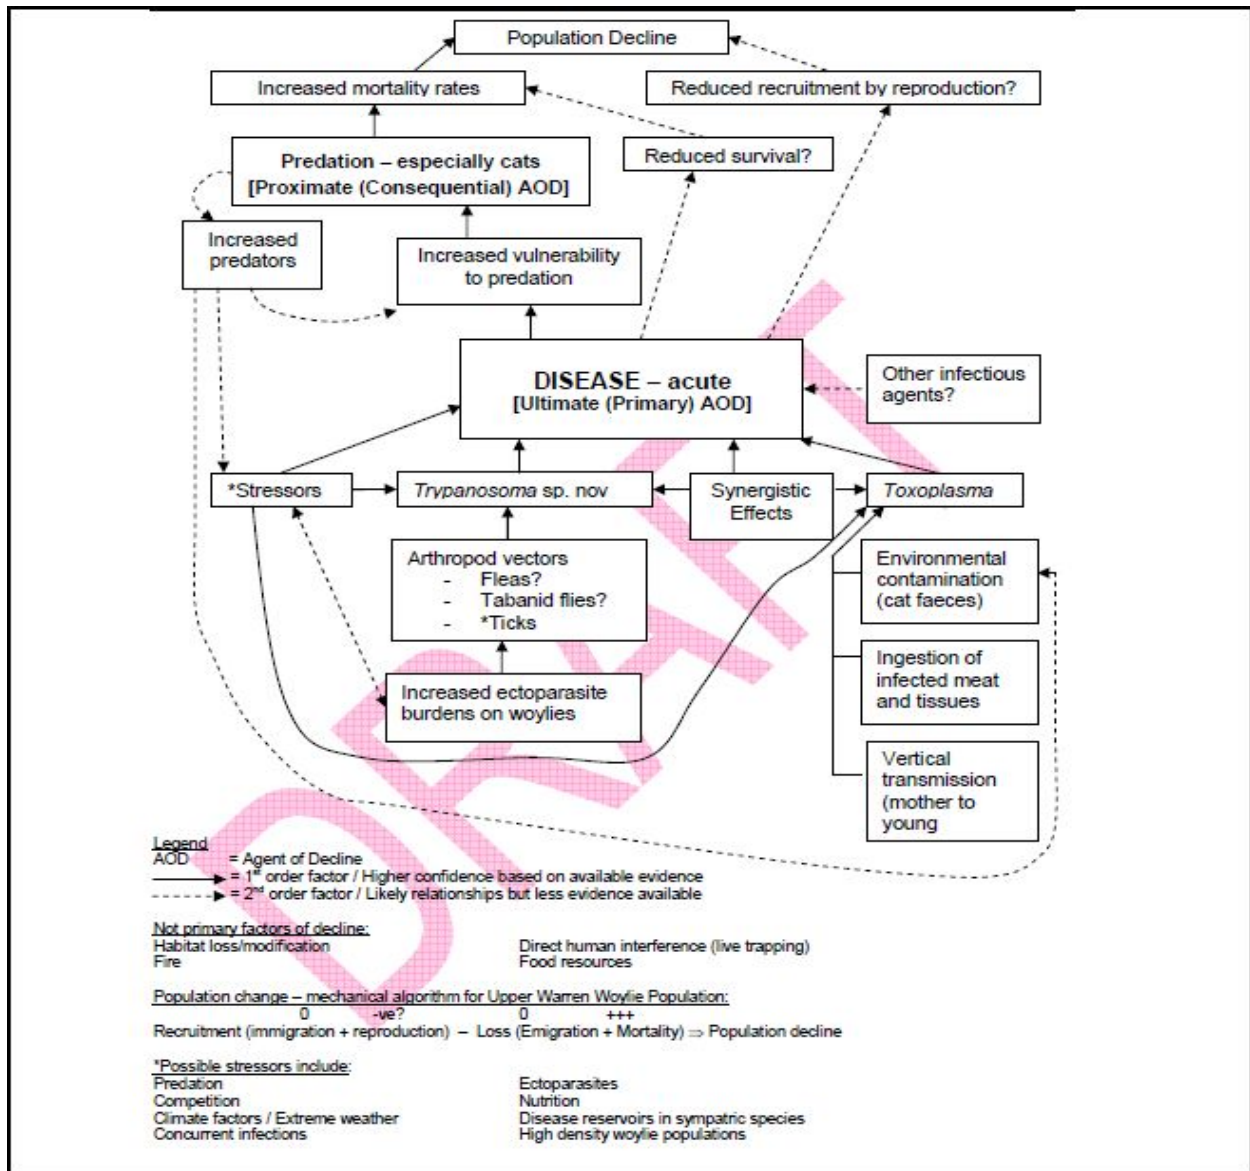 Population Decline
Increased mortality rates
Reduced recruitment by reproduction?
Reduced survival?
Predation – especially cats
[Proximate (Consequential) AOD]
Increased
predators
Increased vulnerability
to predation
DISEASE – acute
[Ultimate (Primary) AOD]
Other infectious
agents?
*Stressors
Trypanosoma sp. nov
Synergistic
Effects
Toxoplasma
Arthropod vectors
- Fleas?
- Tabanid flies?
- *Ticks
Increased ectoparasite
burdens on woylies
Environmental
contamination
(cat faeces)
Ingestion of
infected meat
and tissues
Vertical
transmission
(mother to
young
DRAFT
Legend
AOD = Agent of Decline
= 1st order factor / Higher confidence based on available evidence
= 2nd order factor / Likely relationships but less evidence available
Not primary factors of decline:
Habitat loss/modification Direct human interference (live trapping)
Fire Food resources
Population change – mechanical algorithm for Upper Warren Woylie Population:
0 -ve? 0 +++
Recruitment (immigration + reproduction) – Loss (Emigration + Mortality) ⇒ Population decline
*Possible stressors include:
Predation Ectoparasites
Competition Nutrition
Climate factors / Extreme weather Disease reservoirs in sympatric species
Concurrent infections High density woylie populations